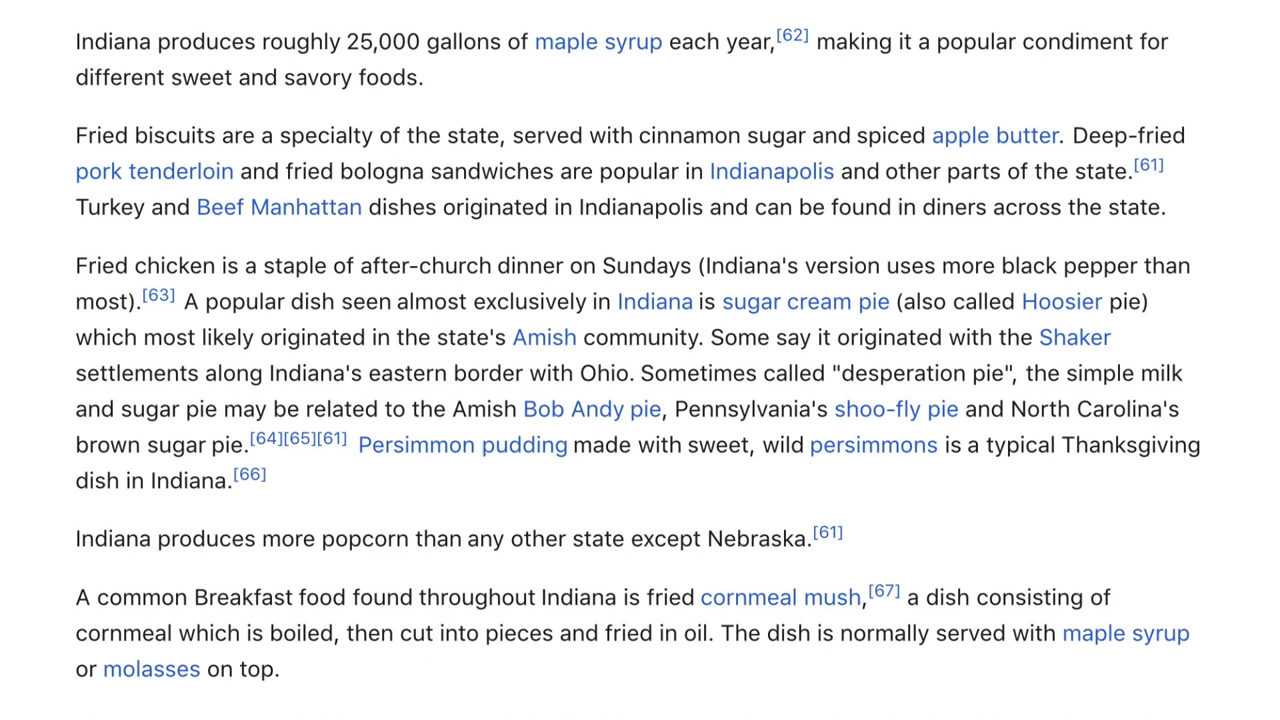 Indiana produces roughly 25,000 gallons of maple syrup each year,[62] making it a popular condiment for
different sweet and savory foods.
Fried biscuits are a specialty of the state, served with cinnamon sugar and spiced apple butter. Deep-fried
pork tenderloin and fried bologna sandwiches are popular in Indianapolis and other parts of the state.[61]
Turkey and Beef Manhattan dishes originated in Indianapolis and can be found in diners across the state.
Fried chicken is a staple of after-church dinner on Sundays (Indiana's version uses more black pepper than
most).[63] A popular dish seen almost exclusively in Indiana is sugar cream pie (also called Hoosier pie)
which most likely originated in the state's Amish community. Some say it originated with the Shaker
settlements along Indiana's eastern border with Ohio. Sometimes called "desperation pie", the simple milk
and sugar pie may be related to the Amish Bob Andy pie, Pennsylvania's shoo-fly pie and North Carolina's
brown sugar pie.[64][65][61] Persimmon pudding made with sweet, wild persimmons is a typical Thanksgiving
dish in Indiana.[66]
Indiana produces more popcorn than any other state except Nebraska.[61]
A common Breakfast food found throughout Indiana is fried cornmeal mush,[67] a dish consisting of
cornmeal which is boiled, then cut into pieces and fried in oil. The dish is normally served with maple syrup
or molasses on top.